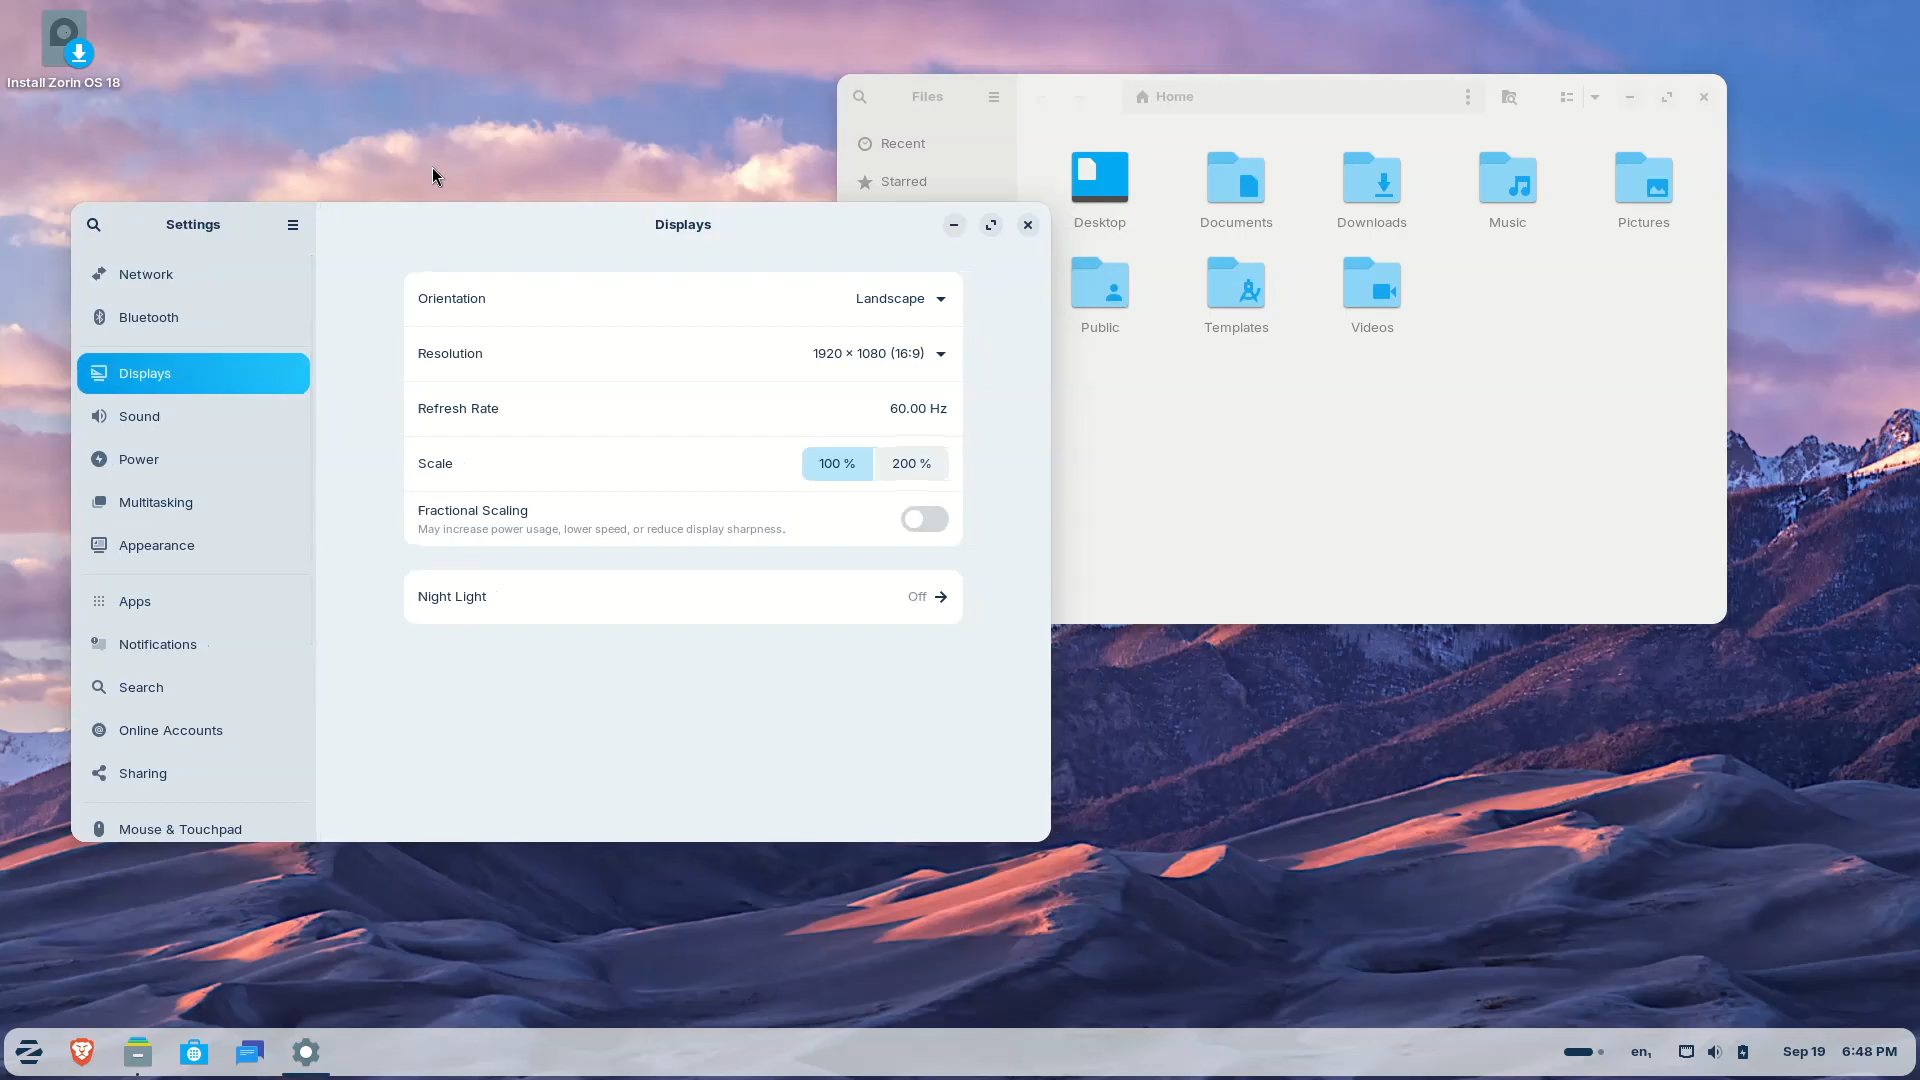 Install Zorin OS 18
Files
Home
Recent
Starred
Desktop
Documents
Downloads
Music
Pictures
Public
Templates
Videos
Settings
Displays
Network
Bluetooth
Displays
Sound
Power
Multitasking
Appearance
Apps
Notifications
Search
Online Accounts
Sharing
Mouse & Touchpad
Orientation
Landscape
Resolution
1920 × 1080 (16:9)
Refresh Rate
60.00 Hz
Scale
100 %
200 %
Fractional Scaling
May increase power usage, lower speed, or reduce display sharpness.
Night Light
Off
en₁
Sep 19
6:48 PM